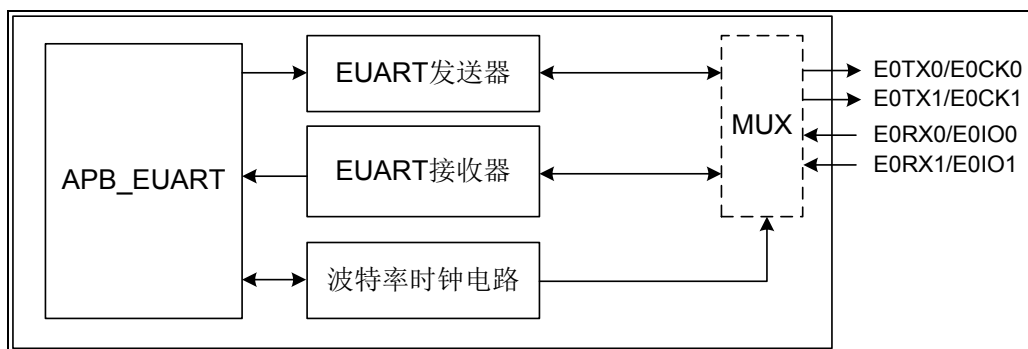 APB_EUART
EUART发送器
EUART接收器
波特率时钟电路
MUX
E0TX0/E0CK0
E0TX1/E0CK1
E0RX0/E0IO0
E0RX1/E0IO1